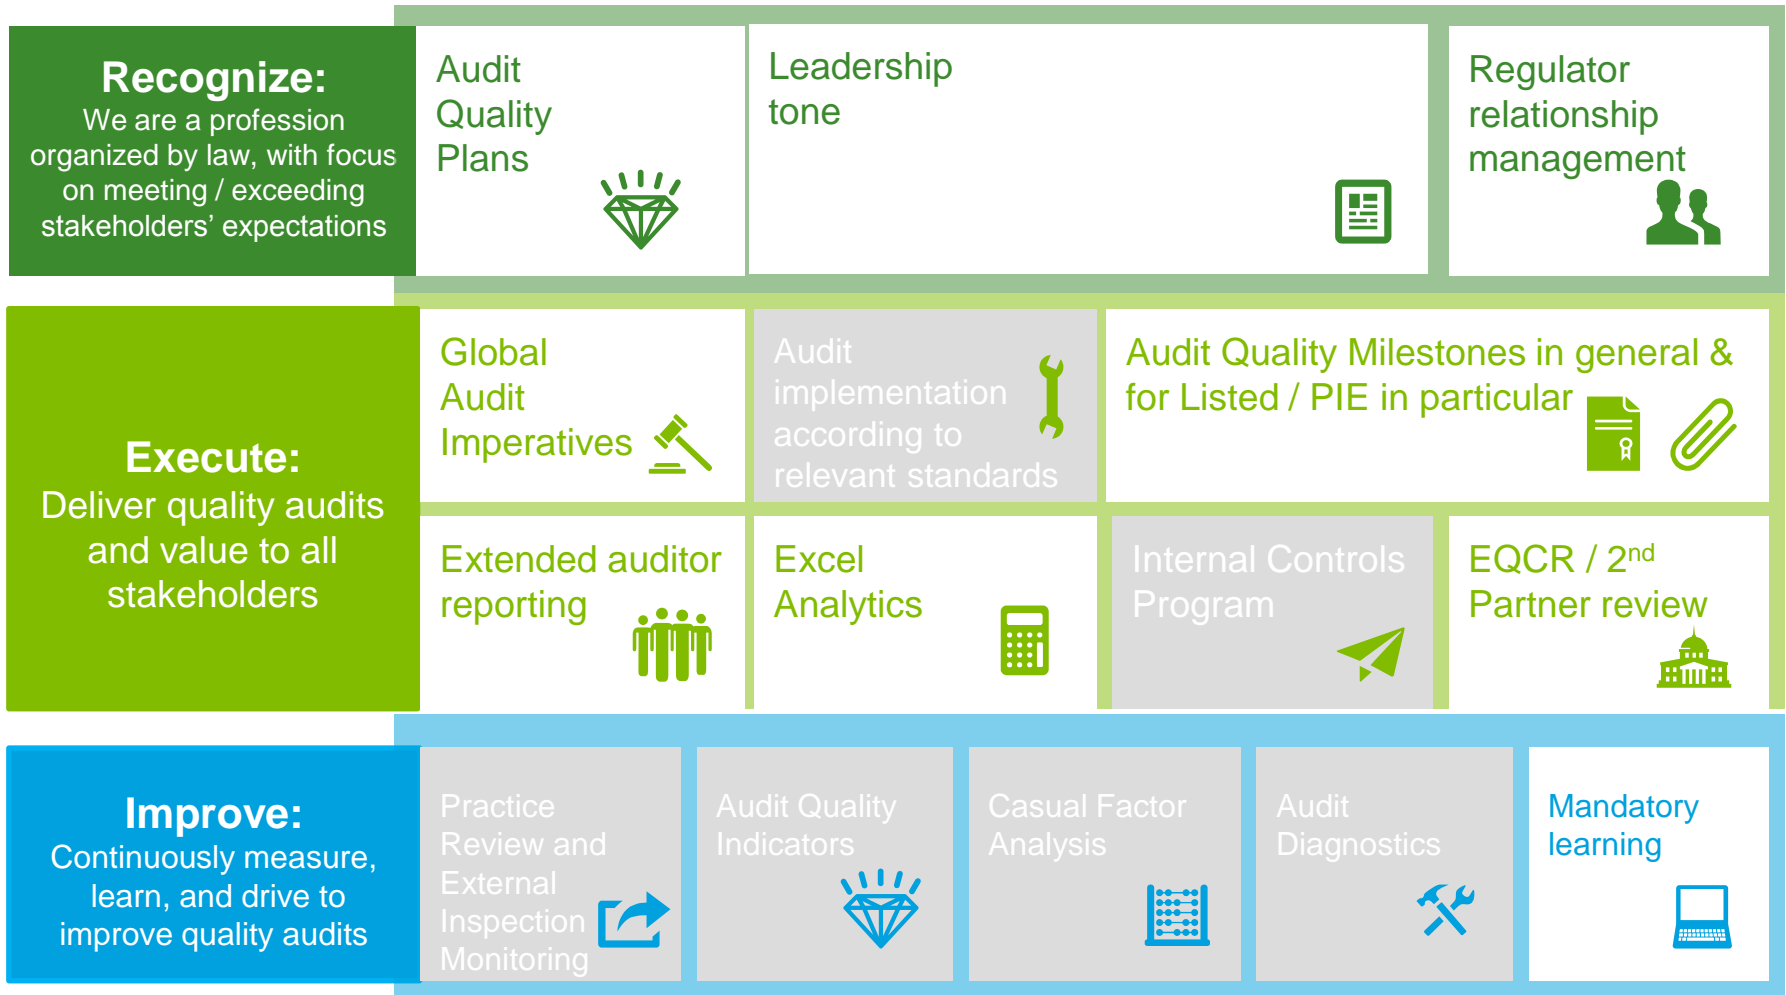 Recognize:
We are a profession
organized by law, with focus
on meeting / exceeding
stakeholders’ expectations
Audit
Quality
Plans
Leadership
tone
Regulator
relationship
management
Execute:
Deliver quality audits
and value to all
stakeholders
Global
Audit
Imperatives
Audit
implementation
according to
relevant standards
Audit Quality Milestones in general &
for Listed / PIE in particular
Extended auditor
reporting
Excel
Analytics
Internal Controls
Program
EQCR / 2nd
Partner review
Improve:
Continuously measure,
learn, and drive to
improve quality audits
Practice
Review and
External
Inspection
Monitoring
Audit Quality
Indicators
Casual Factor
Analysis
Audit
Diagnostics
Mandatory
learning